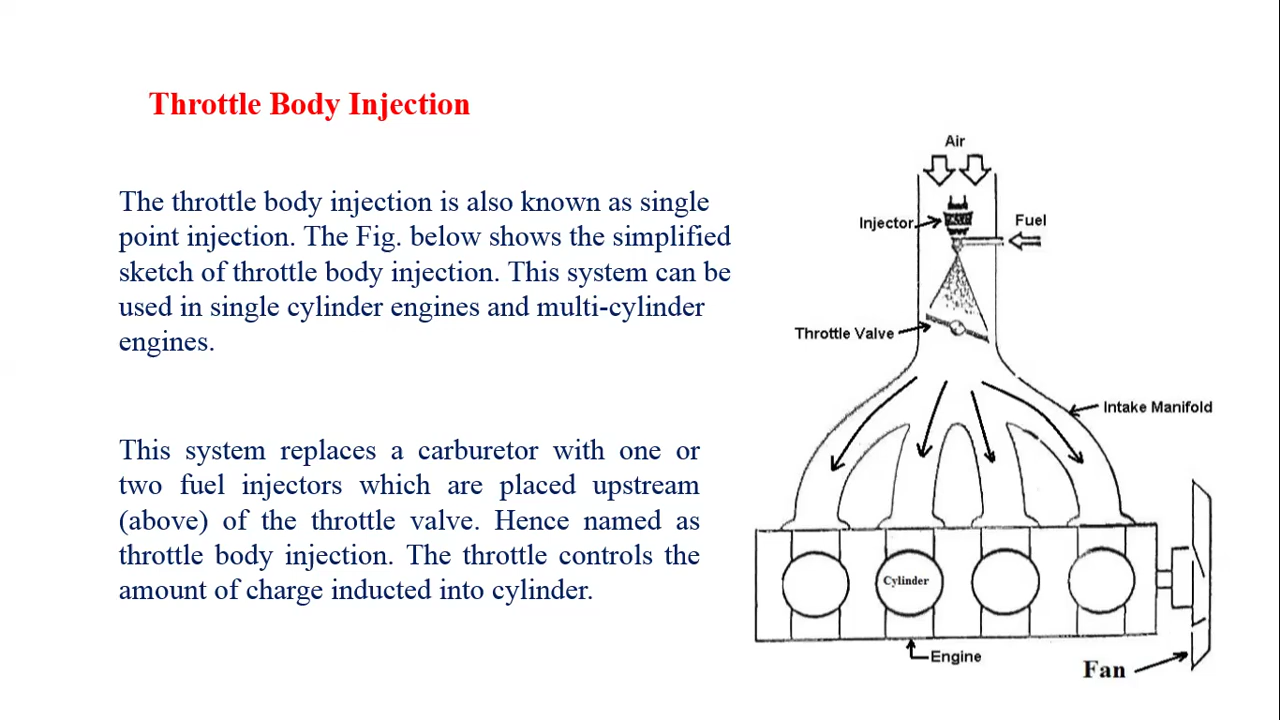 Throttle Body Injection
The throttle body injection is also known as single
point injection. The Fig. below shows the simplified
sketch of throttle body injection. This system can be
used in single cylinder engines and multi-cylinder
engines.
This system replaces a carburetor with one or
two fuel injectors which are placed upstream
(above) of the throttle valve. Hence named as
throttle body injection. The throttle controls the
amount of charge inducted into cylinder.
Air
Injector
Fuel
Throttle Valve
Intake Manifold
Cylinder
Engine
Fan